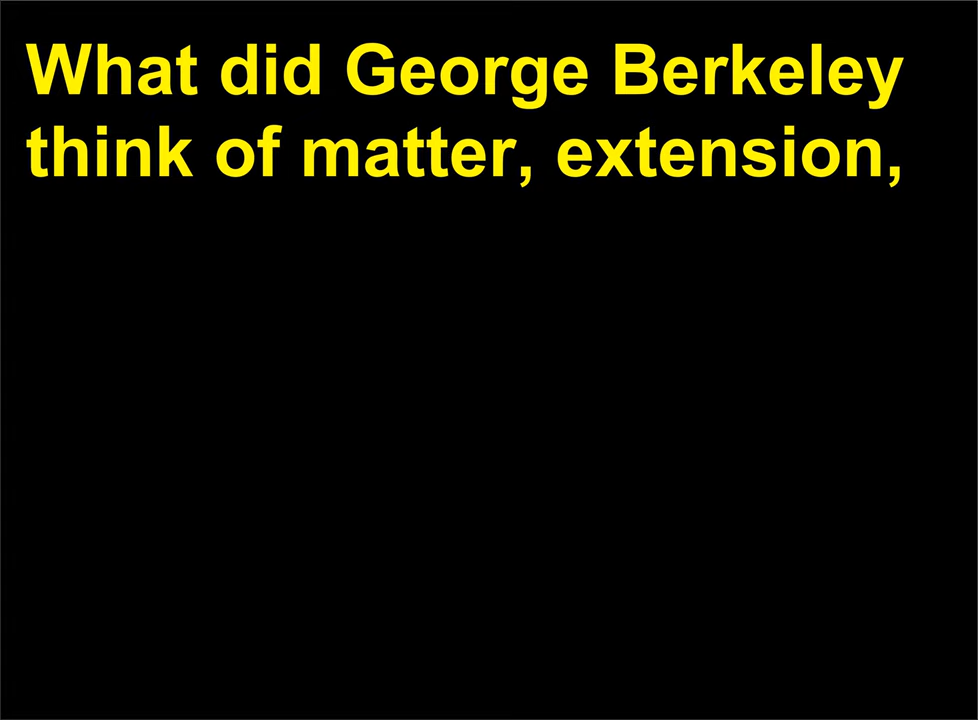 What did George Berkeley
think of matter, extension,